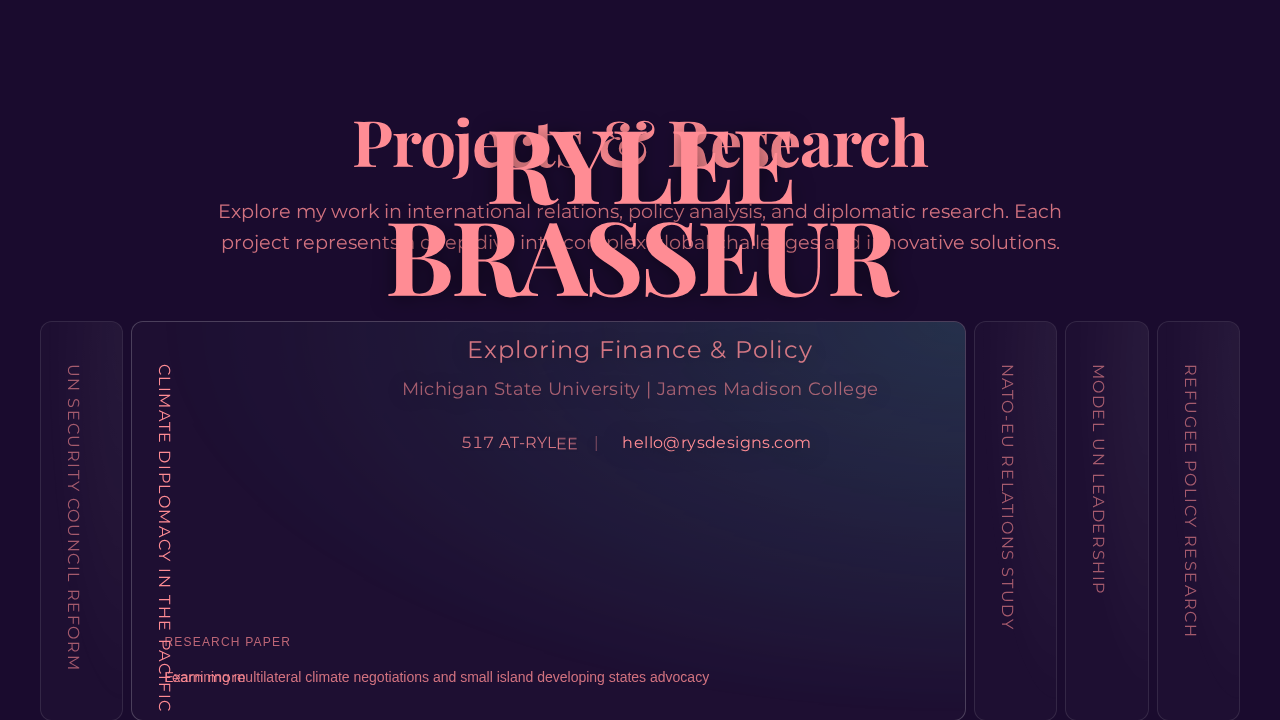 Projects & Research
RYLEE
BRASSEUR
Explore my work in international relations, policy analysis, and diplomatic research. Each
project represents a deep dive into complex global challenges and innovative solutions.
Exploring Finance & Policy
Michigan State University | James Madison College
517 AT-RYLEE | hello@rysdesigns.com
UN SECURITY COUNCIL REFORM
CLIMATE DIPLOMACY IN THE PACIFIC
RESEARCH PAPER
Examining multilateral climate negotiations and small island developing states advocacy
Learn more
NATO-EU RELATIONS STUDY
MODEL UN LEADERSHIP
REFUGEE POLICY RESEARCH